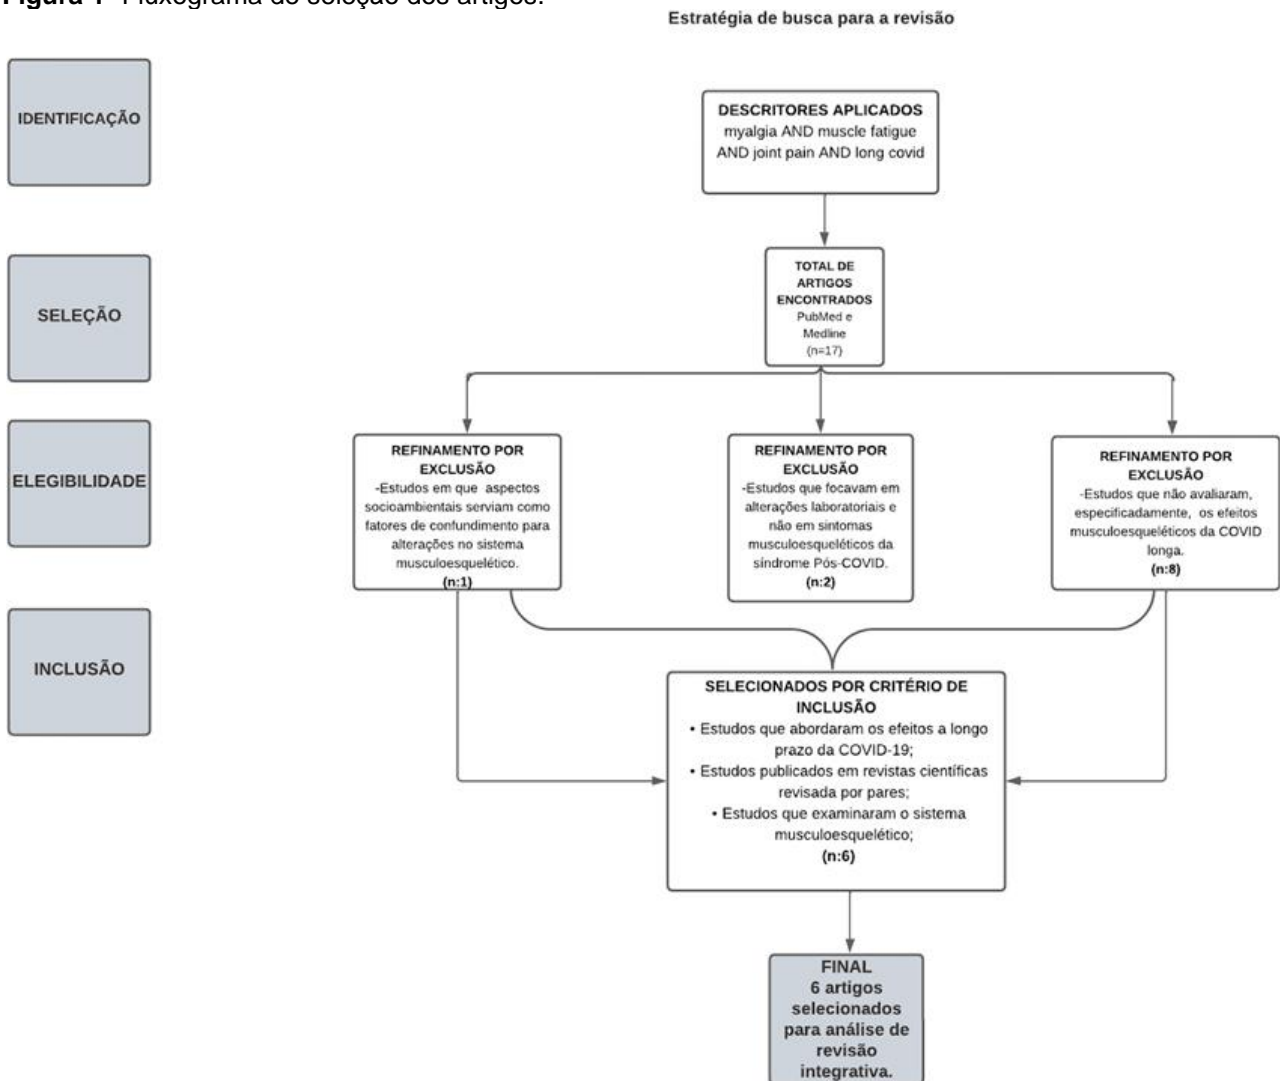 Figura 1- Fluxograma de seleção dos artigos.
Estratégia de busca para a revisão
IDENTIFICAÇÃO
SELEÇÃO
ELEGIBILIDADE
INCLUSÃO
DESCRITORES APLICADOS
myalgia AND muscle fatigue
AND joint pain AND long covid
TOTAL DE
ARTIGOS
ENCONTRADOS
PubMed e
Medline
(n=17)
REFINAMENTO POR
EXCLUSÃO
-Estudos em que aspectos
socioambientais serviam como
fatores de confundimento para
alterações no sistema
musculoesquelético.
(n:1)
REFINAMENTO POR
EXCLUSÃO
-Estudos que focavam em
alterações laboratoriais e
não em sintomas
musculoesqueléticos da
síndrome Pós-COVID.
(n:2)
REFINAMENTO POR
EXCLUSÃO
-Estudos que não avaliaram,
especificadamente, os efeitos
musculoesqueléticos da COVID
longa.
(n:8)
SELECIONADOS POR CRITÉRIO DE
INCLUSÃO
• Estudos que abordaram os efeitos a longo
prazo da COVID-19;
• Estudos publicados em revistas científicas
revisada por pares;
• Estudos que examinaram o sistema
musculoesquelético;
(n:6)
FINAL
6 artigos
selecionados
para análise de
revisão
integrativa.